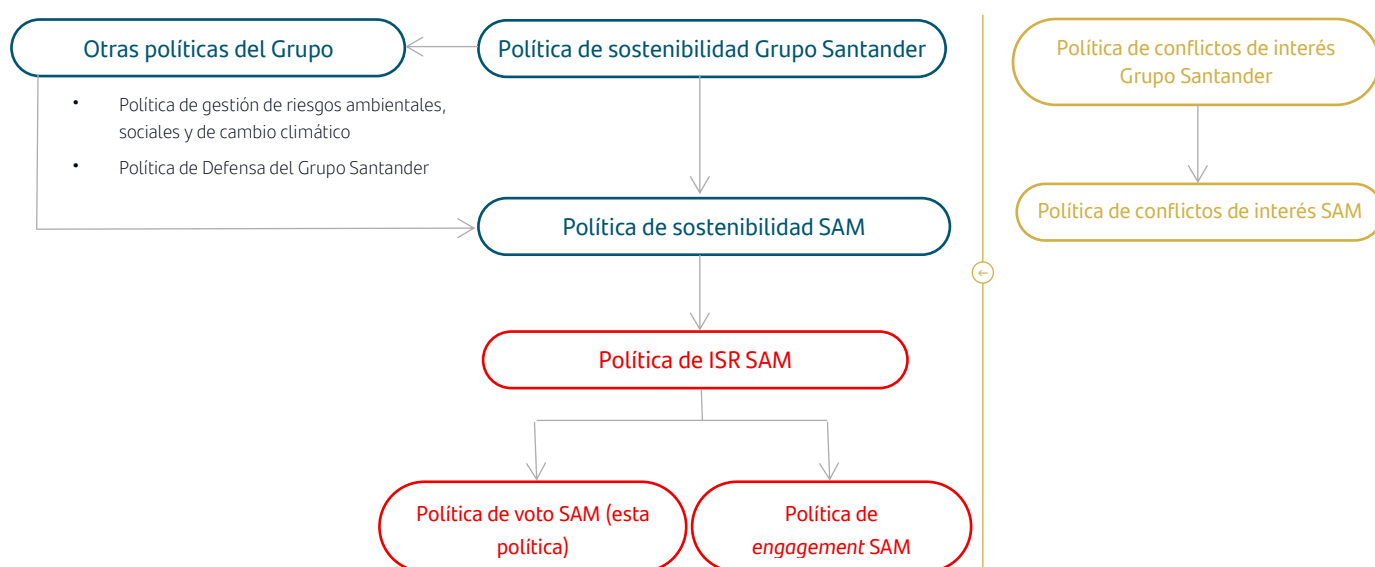 Otras políticas del Grupo
Política de sostenibilidad Grupo Santander
Política de conflictos de interés
Grupo Santander
• Política de gestión de riesgos ambientales,
sociales y de cambio climático
• Política de Defensa del Grupo Santander
Política de sostenibilidad SAM
Política de conflictos de interés SAM
Política de ISR SAM
Política de voto SAM (esta
política)
Política de
engagement SAM